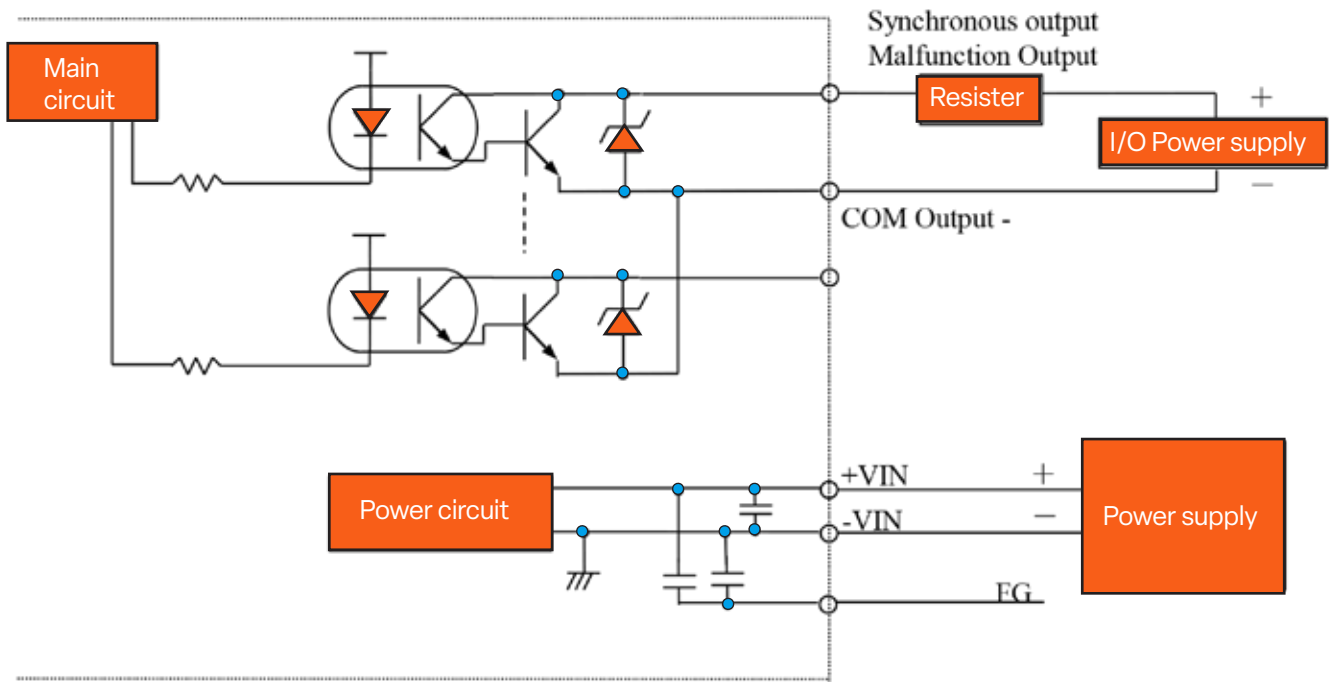 Synchronous output
Malfunction Output
Main
circuit
Resister
+
I/O Power supply
−
COM Output -
+VIN
+
Power circuit
-VIN
−
Power supply
FG